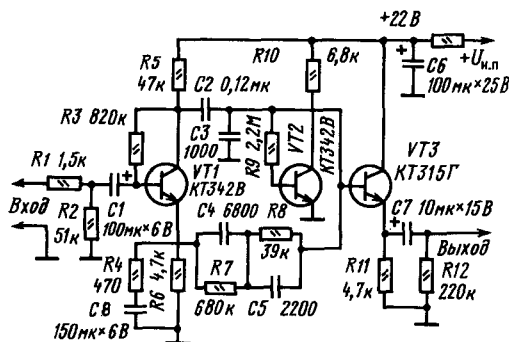 +22В
R10
6,8к
R5
47к
C2 0,12мк
+
C6
100мк×25В
+Uи.п
R3 820к
C3
1000
R9 2,2М
VT2
КТ342В
VT1
КТ342В
VT3
КТ315Г
R1 1,5к
+
Вход
R2
51к
C1
100мк×6В
C4 6800
R8
39к
+
C7 10мк×15В
Выход
R4
470
R6 4,7к
R7
680к
C5
2200
R11
4,7к
R12
220к
C8
150мк×6В